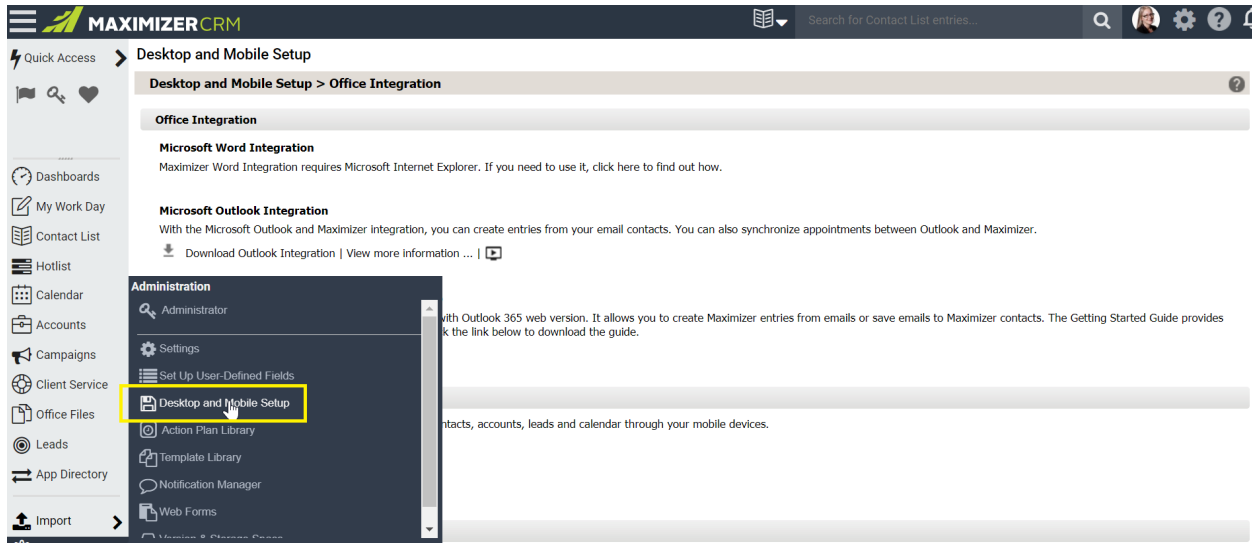 MAXIMIZERCRM
Search for Contact List entries...
Quick Access
Desktop and Mobile Setup
Desktop and Mobile Setup > Office Integration
Office Integration
Microsoft Word Integration
Maximizer Word Integration requires Microsoft Internet Explorer. If you need to use it, click here to find out how.
Microsoft Outlook Integration
With the Microsoft Outlook and Maximizer integration, you can create entries from your email contacts. You can also synchronize appointments between Outlook and Maximizer.
Download Outlook Integration | View more information ... |
with Outlook 365 web version. It allows you to create Maximizer entries from emails or save emails to Maximizer contacts. The Getting Started Guide provides
the link below to download the guide.
accounts, leads and calendar through your mobile devices.
Dashboards
My Work Day
Contact List
Hotlist
Calendar
Accounts
Campaigns
Client Service
Office Files
Leads
App Directory
Import
Administration
Administrator
Settings
Set Up User-Defined Fields
Desktop and Mobile Setup
Action Plan Library
Template Library
Notification Manager
Web Forms
Version & Storage Space